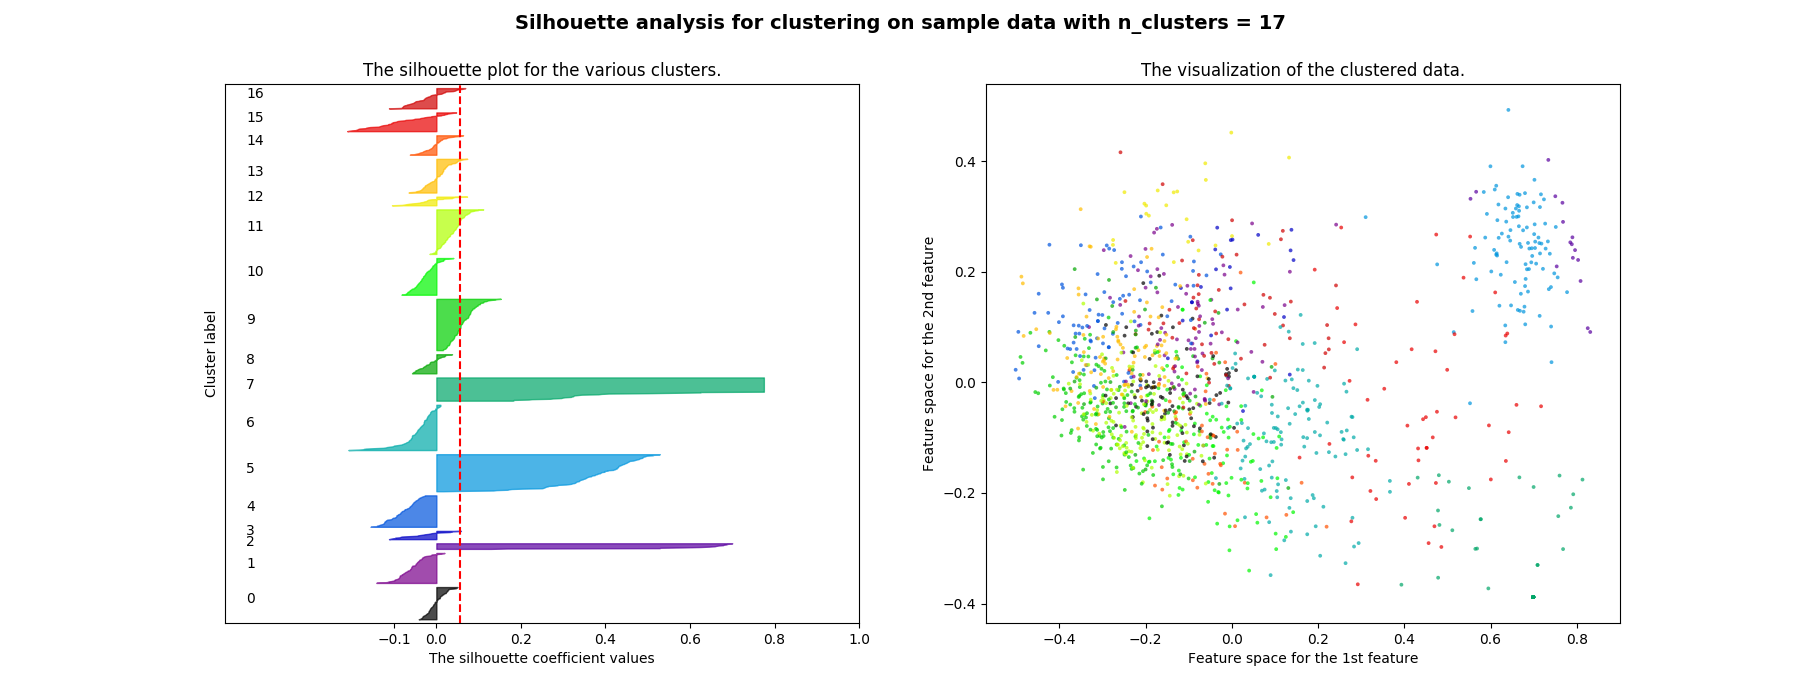 Silhouette analysis for clustering on sample data with n_clusters = 17
The silhouette plot for the various clusters.
16
15
14
13
12
11
10
9
8
7
6
5
4
3
2
1
0
Cluster label
−0.1 0.0 0.2 0.4 0.6 0.8 1.0
The silhouette coefficient values
The visualization of the clustered data.
0.4
0.2
0.0
−0.2
−0.4
Feature space for the 2nd feature
−0.4 −0.2 0.0 0.2 0.4 0.6 0.8
Feature space for the 1st feature